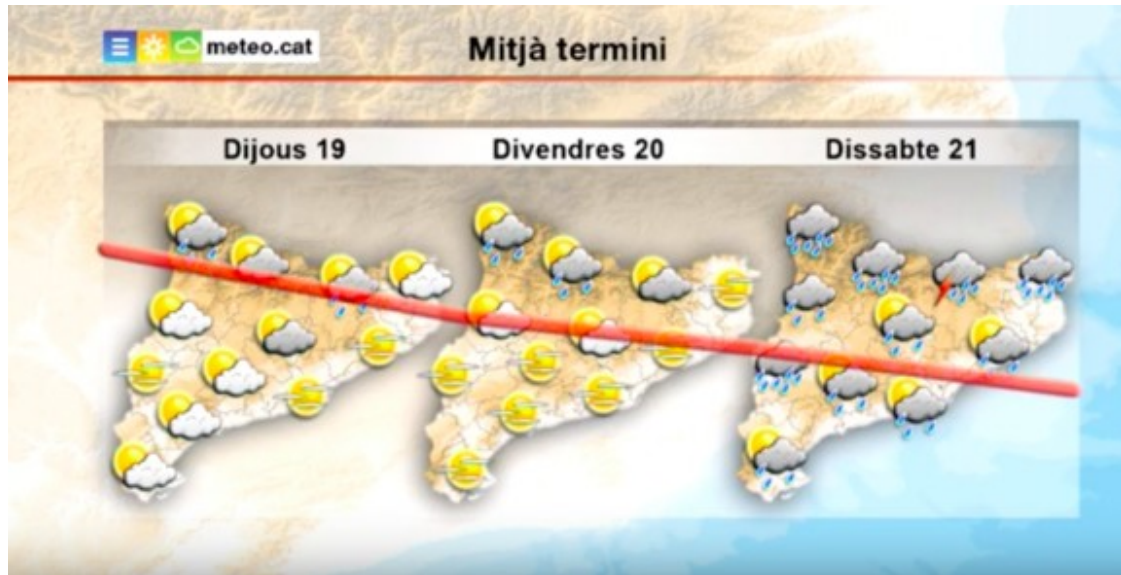 meteo.cat
Mitjà termini
Dijous 19
Divendres 20
Dissabte 21